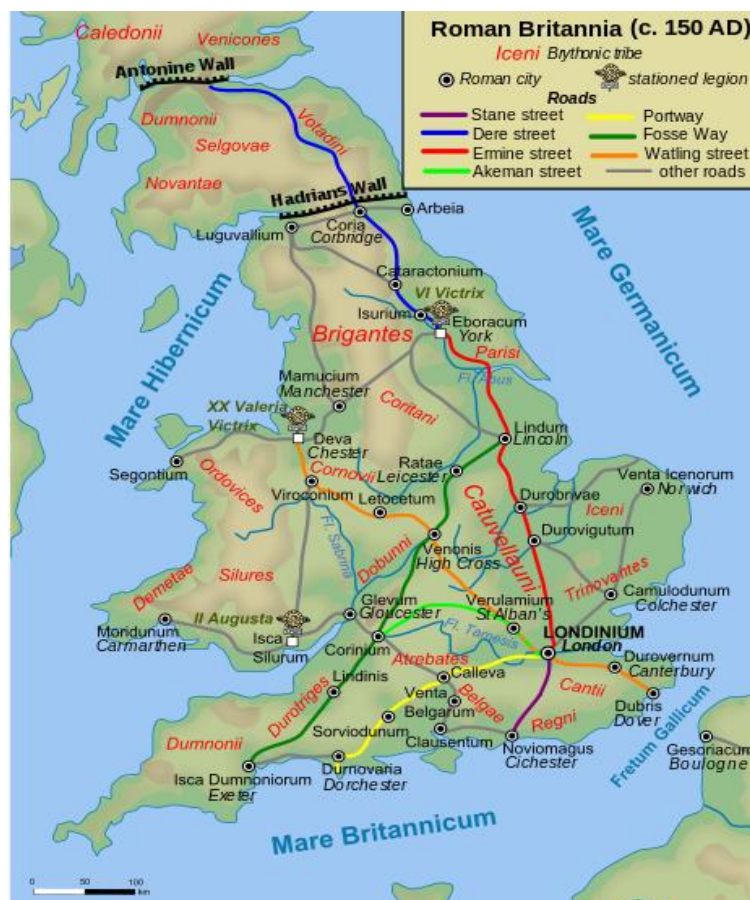 Roman Britannia (c. 150 AD)
Iceni Brythonic tribe
Roman city
stationed legion
Roads
Stane street
Portway
Dere street
Fosse Way
Ermine street
Watling street
Akeman street
other roads
Caledonii
Venicones
Antonine Wall
Dumnonii
Votadini
Selgovae
Novantae
Hadrians Wall
Luguvallium
Coria
Corbridge
Arbeia
Mare Germanicum
Mare Hibernicum
Cataractonium
VI Victrix
Isurium
Eboracum
York
Brigantes
Parisi
Fl. Abus
Mamucium
Manchester
XX Valeria
Victrix
Coritani
Deva
Chester
Lindum
Lincoln
Segontium
Ordovices
Cornovii
Ratae
Leicester
Venta Icenorum
Norwich
Viroconium
Letocetum
Durobrivae
Iceni
Catuvellauni
Durovigutum
Fl. Sabrina
Dobunni
Venonis
High Cross
Trinovantes
Demetae
Silures
Camulodunum
Colchester
II Augusta
Glevum
Gloucester
Verulamium
St Alban's
Moridunum
Carmarthen
Isca
Silurum
Fl. Tamesis
LONDINIUM
London
Corinium
Atrebates
Durovernum
Canterbury
Lindinis
Calleva
Cantii
Durotriges
Venta
Belgarum
Belgae
Dubris
Dover
Regni
Sorviodunum
Clausentum
Noviomagus
Cichester
Fretum Gallicum
Gesoriacum
Boulogne
Dumnonii
Isca Dumnoniorum
Exeter
Durnovaria
Dorchester
Mare Britannicum
0 50 100
km